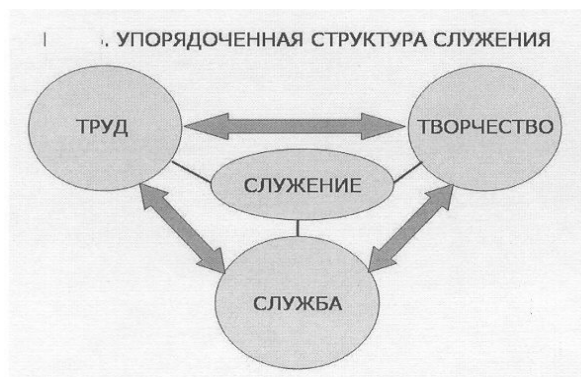 . УПОРЯДОЧЕННАЯ СТРУКТУРА СЛУЖЕНИЯ
ТРУД
ТВОРЧЕСТВО
СЛУЖЕНИЕ
СЛУЖБА